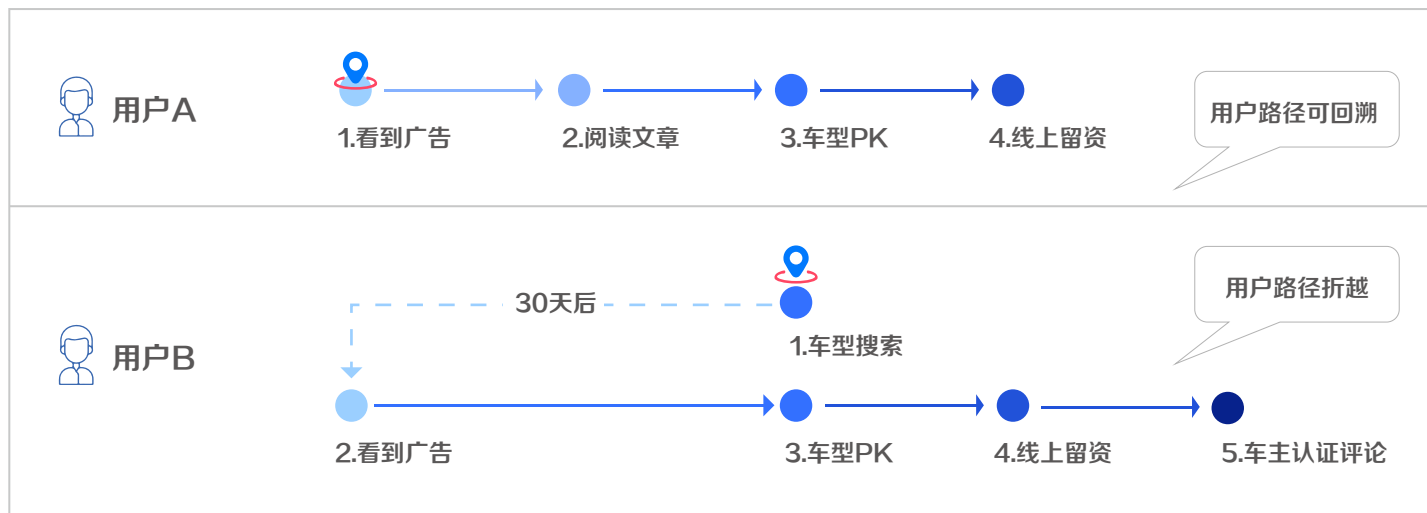 用户A
1.看到广告
2.阅读文章
3.车型PK
4.线上留资
用户路径可回溯
用户B
30天后
1.车型搜索
用户路径折越
2.看到广告
3.车型PK
4.线上留资
5.车主认证评论